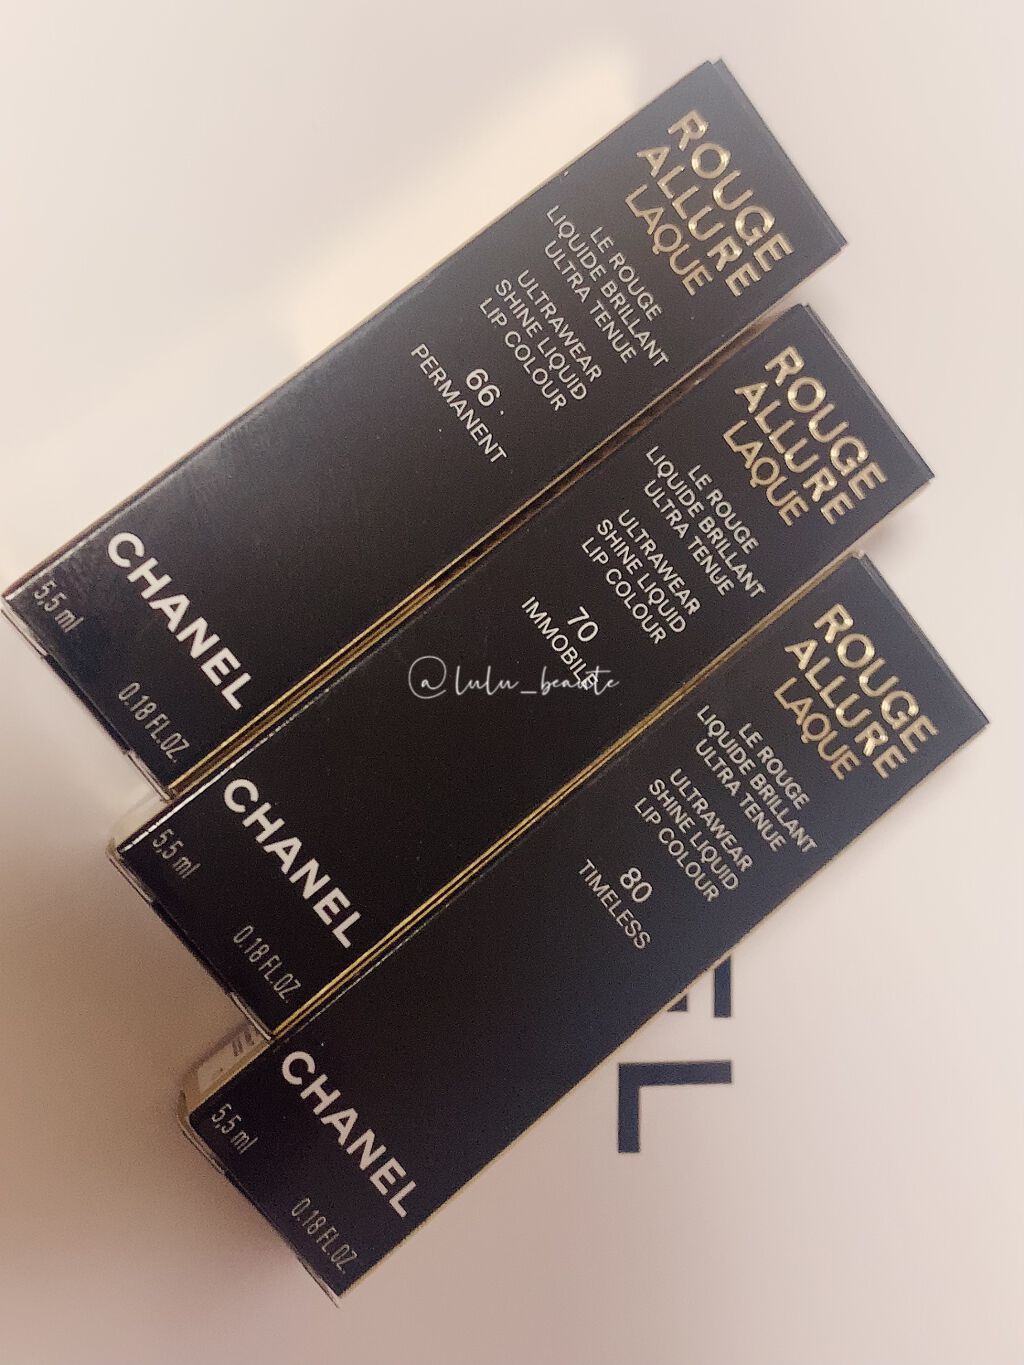 ROUGE
ALLURE
LAQUE
LE ROUGE
LIQUIDE BRILLANT
ULTRA TENUE
ULTRAWEAR
SHINE LIQUID
LIP COLOUR
66
PERMANENT
CHANEL
5,5 ml
0.18 FL.OZ.
ROUGE
ALLURE
LAQUE
LE ROUGE
LIQUIDE BRILLANT
ULTRA TENUE
ULTRAWEAR
SHINE LIQUID
LIP COLOUR
70
IMMOBILE
CHANEL
5,5 ml
0.18 FL.OZ.
ROUGE
ALLURE
LAQUE
LE ROUGE
LIQUIDE BRILLANT
ULTRA TENUE
ULTRAWEAR
SHINE LIQUID
LIP COLOUR
80
TIMELESS
CHANEL
5,5 ml
0.18 FL.OZ.
@lulu_beaute
EL